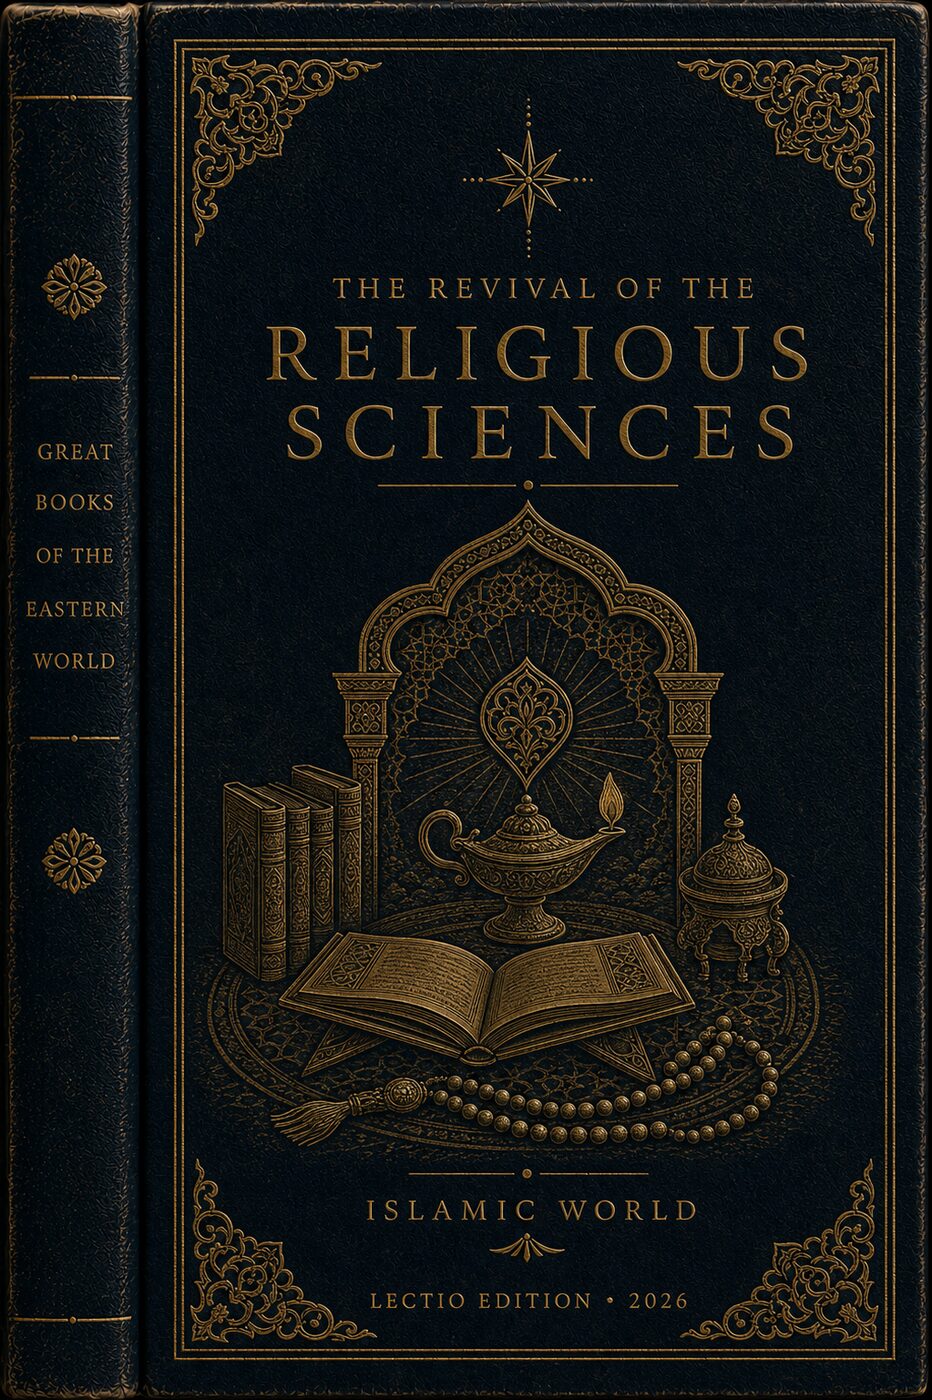 GREAT
BOOKS
OF THE
EASTERN
WORLD
THE REVIVAL OF THE
RELIGIOUS
SCIENCES
ISLAMIC WORLD
LECTIO EDITION • 2026